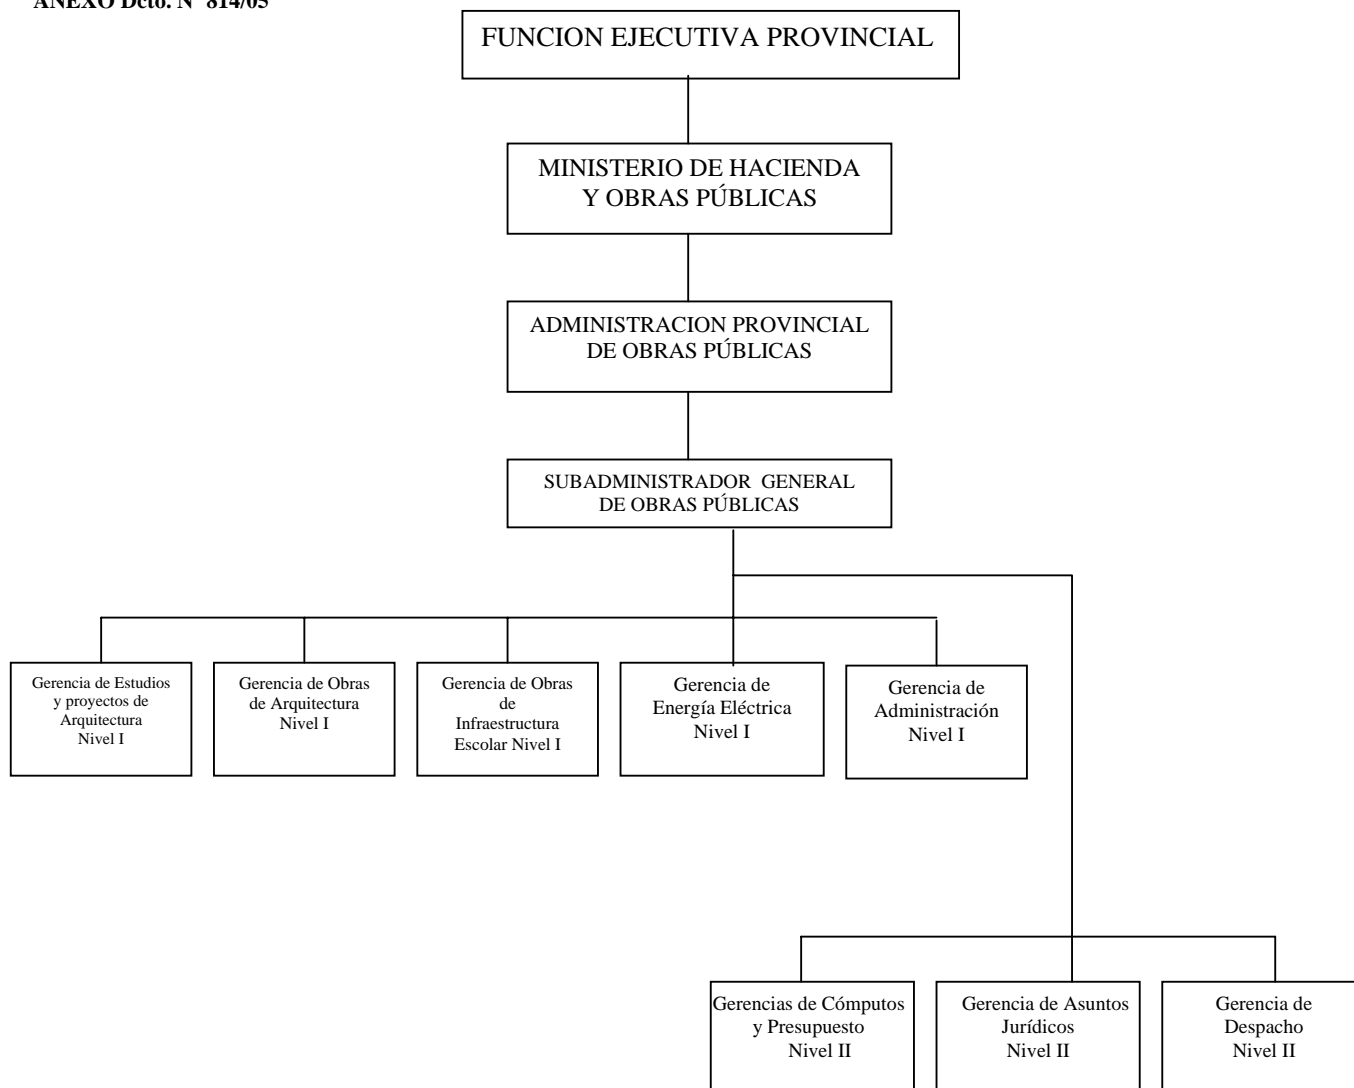 ANEXO Dcto. N° 814/05
FUNCION EJECUTIVA PROVINCIAL
MINISTERIO DE HACIENDA
Y OBRAS PÚBLICAS
ADMINISTRACION PROVINCIAL
DE OBRAS PÚBLICAS
SUBADMINISTRADOR GENERAL
DE OBRAS PÚBLICAS
Gerencia de Estudios
y proyectos de
Arquitectura
Nivel I
Gerencia de Obras
de Arquitectura
Nivel I
Gerencia de Obras
de
Infraestructura
Escolar Nivel I
Gerencia de
Energía Eléctrica
Nivel I
Gerencia de
Administración
Nivel I
Gerencias de Cómputos
y Presupuesto
Nivel II
Gerencia de Asuntos
Jurídicos
Nivel II
Gerencia de
Despacho
Nivel II